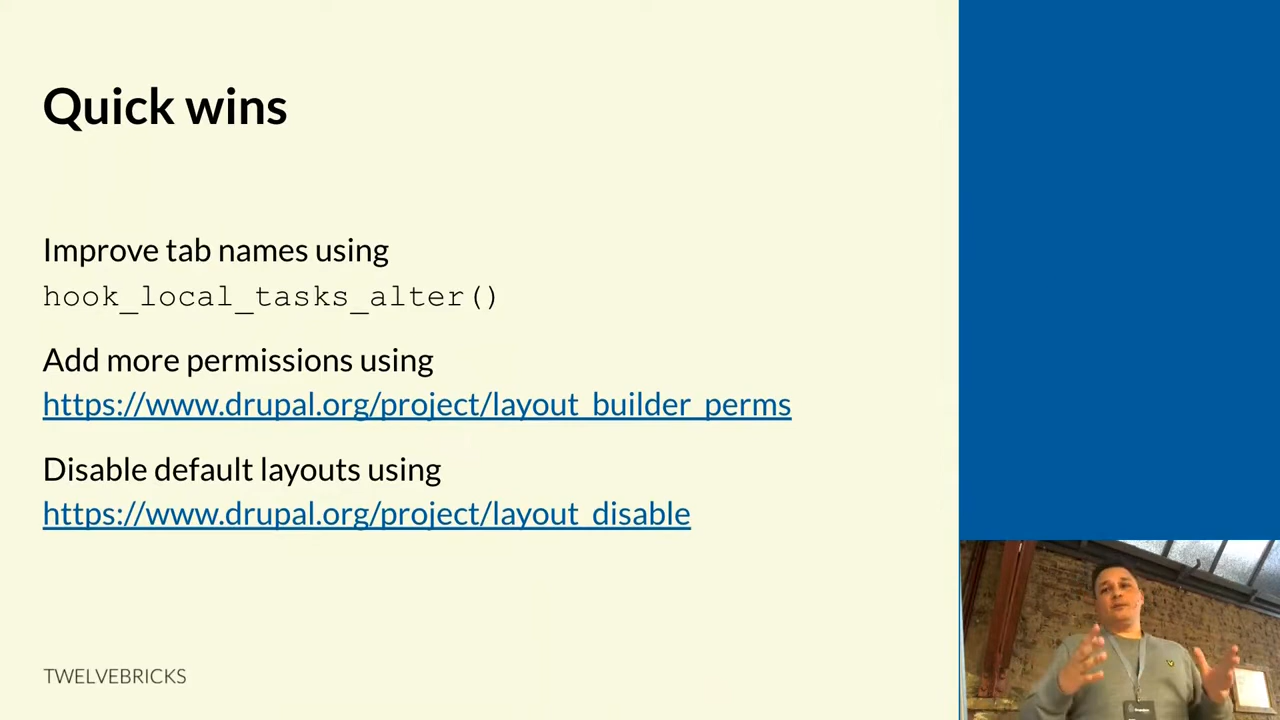 Quick wins
Improve tab names using
hook_local_tasks_alter()
Add more permissions using
https://www.drupal.org/project/layout_builder_perms
Disable default layouts using
https://www.drupal.org/project/layout_disable
TWELVEBRICKS